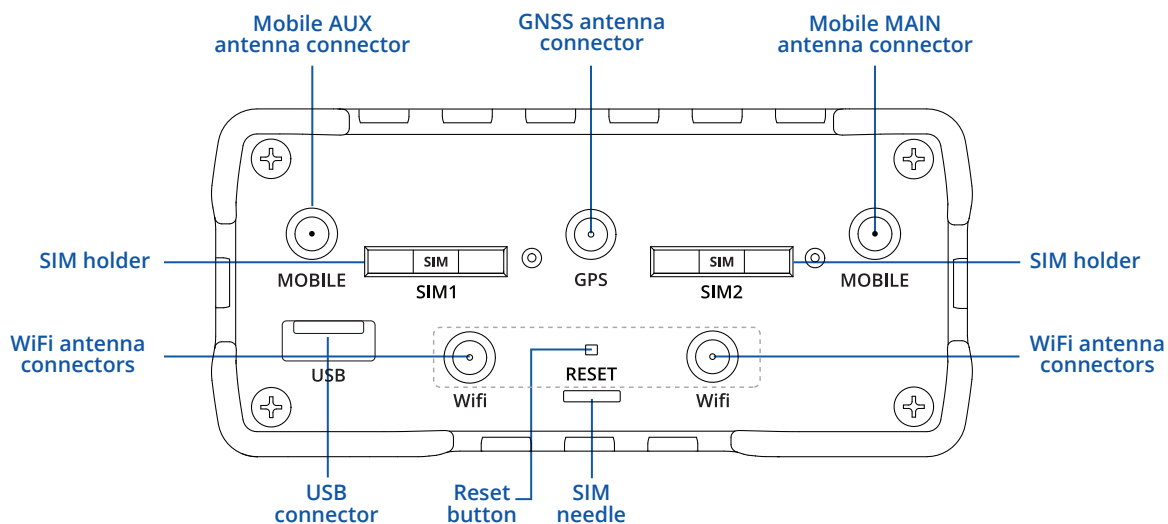 Mobile AUX
antenna connector
GNSS antenna
connector
Mobile MAIN
antenna connector
SIM holder
MOBILE
SIM
SIM1
GPS
SIM
SIM2
MOBILE
SIM holder
WiFi antenna
connectors
USB
Wifi
RESET
Wifi
WiFi antenna
connectors
USB
connector
Reset
button
SIM
needle